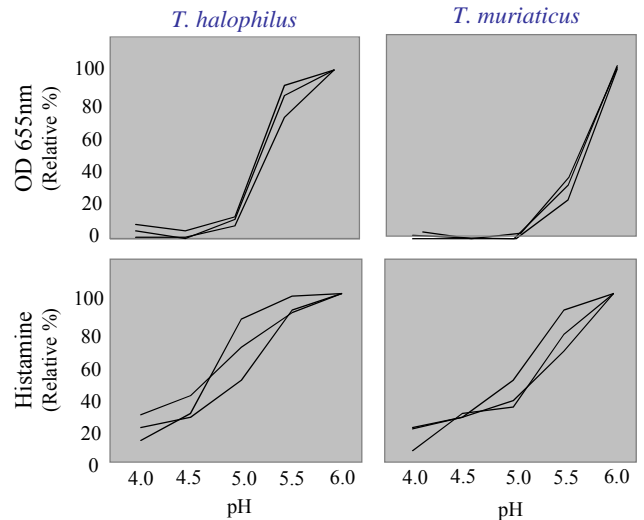 T. halophilus
T. muriaticus
OD 655nm
(Relative %)
100
80
60
40
20
0
Histamine
(Relative %)
100
80
60
40
20
0
4.0 4.5 5.0 5.5 6.0
pH
4.0 4.5 5.0 5.5 6.0
pH